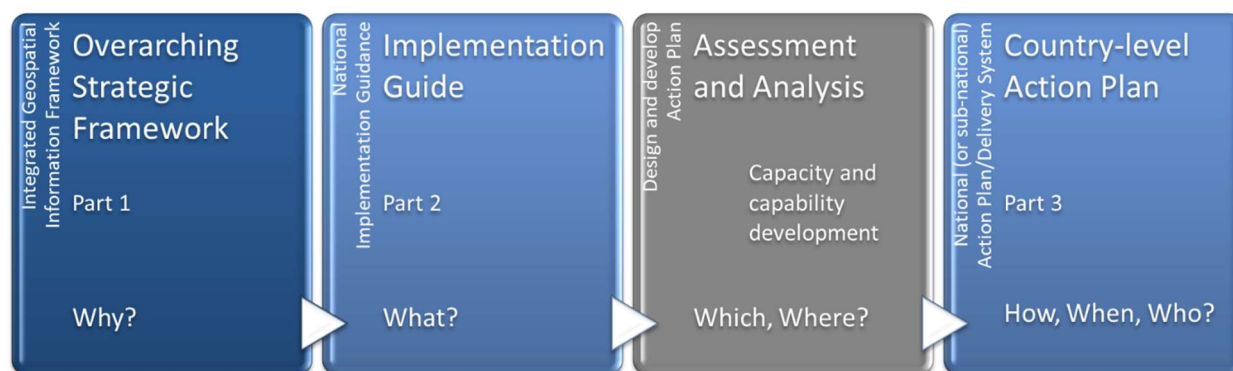 Integrated Geospatial
Information Framework
Overarching
Strategic
Framework
Part 1
Why?
National
Implementation Guidance
Implementation
Guide
Part 2
What?
Design and develop
Action Plan
Assessment
and Analysis
Capacity and
capability
development
Which, Where?
National (or sub-national)
Action Plan/Delivery System
Country-level
Action Plan
Part 3
How, When, Who?